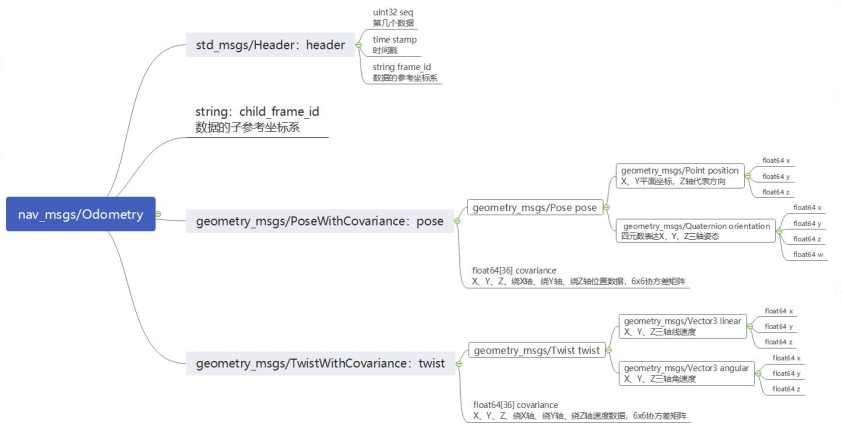 nav_msgs/Odometry
std_msgs/Header：header
uint32 seq
第几个数据
time stamp
时间戳
string frame_id
数据的参考坐标系
string：child_frame_id
数据的子参考坐标系
geometry_msgs/PoseWithCovariance：pose
geometry_msgs/Pose pose
geometry_msgs/Point position
X、Y平面坐标，Z轴代表方向
float64 x
float64 y
float64 z
geometry_msgs/Quaternion orientation
四元数表达X、Y、Z三轴姿态
float64 x
float64 y
float64 z
float64 w
float64[36] covariance
X、Y、Z、绕X轴、绕Y轴、绕Z轴位置数据，6x6协方差矩阵
geometry_msgs/TwistWithCovariance：twist
geometry_msgs/Twist twist
geometry_msgs/Vector3 linear
X、Y、Z三轴线速度
float64 x
float64 y
float64 z
geometry_msgs/Vector3 angular
X、Y、Z三轴角速度
float64 x
float64 y
float64 z
float64[36] covariance
X、Y、Z、绕X轴、绕Y轴、绕Z轴速度数据，6x6协方差矩阵